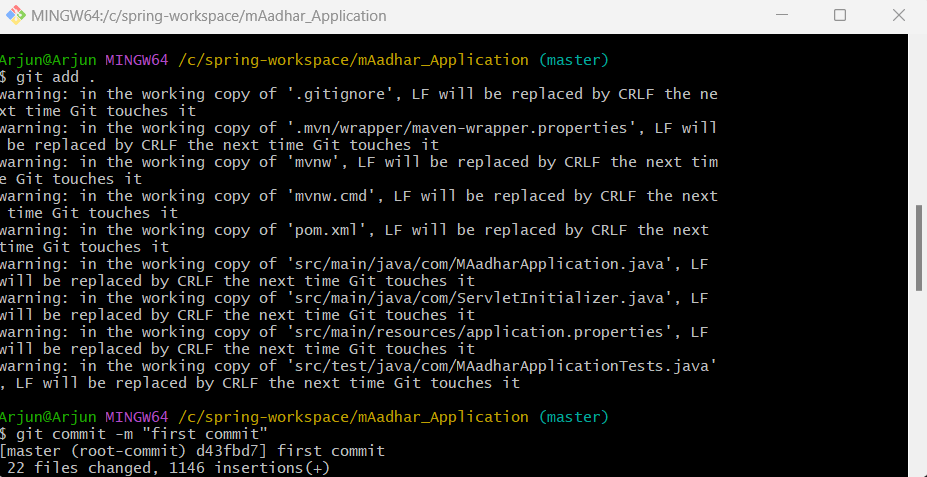 MINGW64:/c/spring-workspace/mAadhar_Application
Arjun@Arjun MINGW64 /c/spring-workspace/mAadhar_Application (master)
$ git add .
warning: in the working copy of '.gitignore', LF will be replaced by CRLF the ne
xt time Git touches it
warning: in the working copy of '.mvn/wrapper/maven-wrapper.properties', LF will
 be replaced by CRLF the next time Git touches it
warning: in the working copy of 'mvnw', LF will be replaced by CRLF the next tim
e Git touches it
warning: in the working copy of 'mvnw.cmd', LF will be replaced by CRLF the next
 time Git touches it
warning: in the working copy of 'pom.xml', LF will be replaced by CRLF the next
time Git touches it
warning: in the working copy of 'src/main/java/com/MAadharApplication.java', LF
will be replaced by CRLF the next time Git touches it
warning: in the working copy of 'src/main/java/com/ServletInitializer.java', LF
will be replaced by CRLF the next time Git touches it
warning: in the working copy of 'src/main/resources/application.properties', LF
will be replaced by CRLF the next time Git touches it
warning: in the working copy of 'src/test/java/com/MAadharApplicationTests.java'
, LF will be replaced by CRLF the next time Git touches it
Arjun@Arjun MINGW64 /c/spring-workspace/mAadhar_Application (master)
$ git commit -m "first commit"
[master (root-commit) d43fbd7] first commit
 22 files changed, 1146 insertions(+)